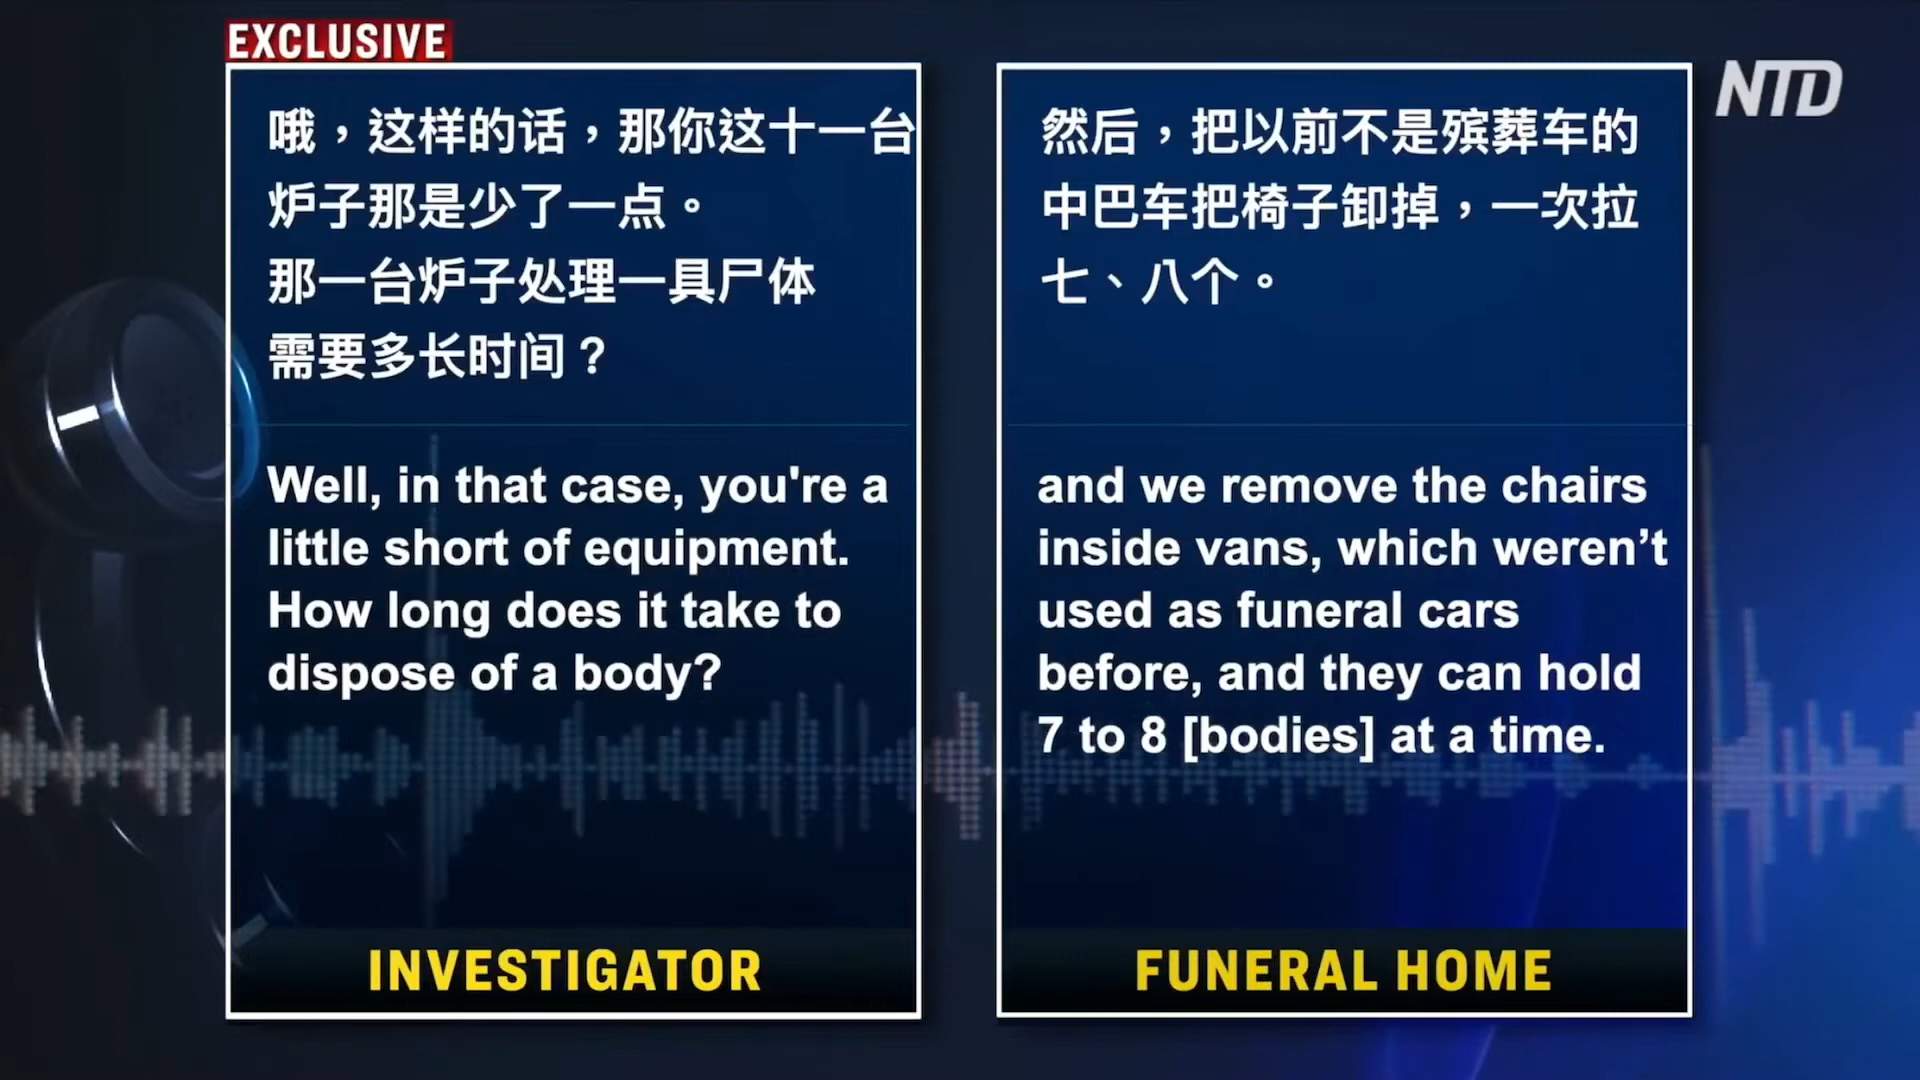 EXCLUSIVE
NTD
哦，这样的话，那你这十一台
炉子那是少了一点。
那一台炉子处理一具尸体
需要多长时间？
Well, in that case, you're a
little short of equipment.
How long does it take to
dispose of a body?
INVESTIGATOR
然后，把以前不是殡葬车的
中巴车把椅子卸掉，一次拉
七、八个。
and we remove the chairs
inside vans, which weren’t
used as funeral cars
before, and they can hold
7 to 8 [bodies] at a time.
FUNERAL HOME